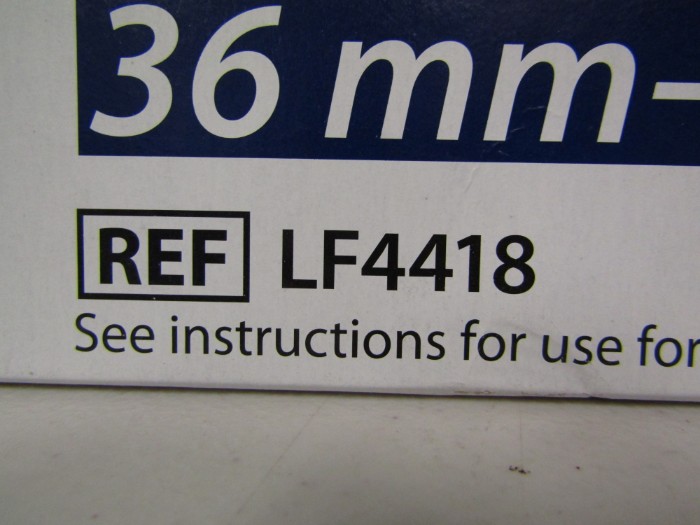 36 mm-
REF LF4418
See instructions for use for